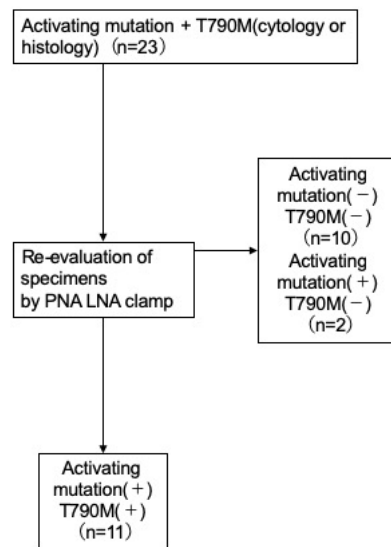 Activating mutation + T790M(cytology or
histology) (n=23)
Re-evaluation of
specimens
by PNA LNA clamp
Activating
mutation(－)
T790M(－)
(n=10)
Activating
mutation(＋)
T790M(－)
(n=2)
Activating
mutation(＋)
T790M(＋)
(n=11)